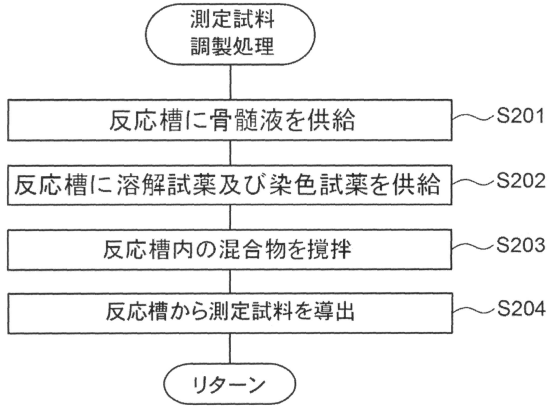 測定試料
調製処理
反応槽に骨髄液を供給
S201
反応槽に溶解試薬及び染色試薬を供給
S202
反応槽内の混合物を撹拌
S203
反応槽から測定試料を導出
S204
リターン